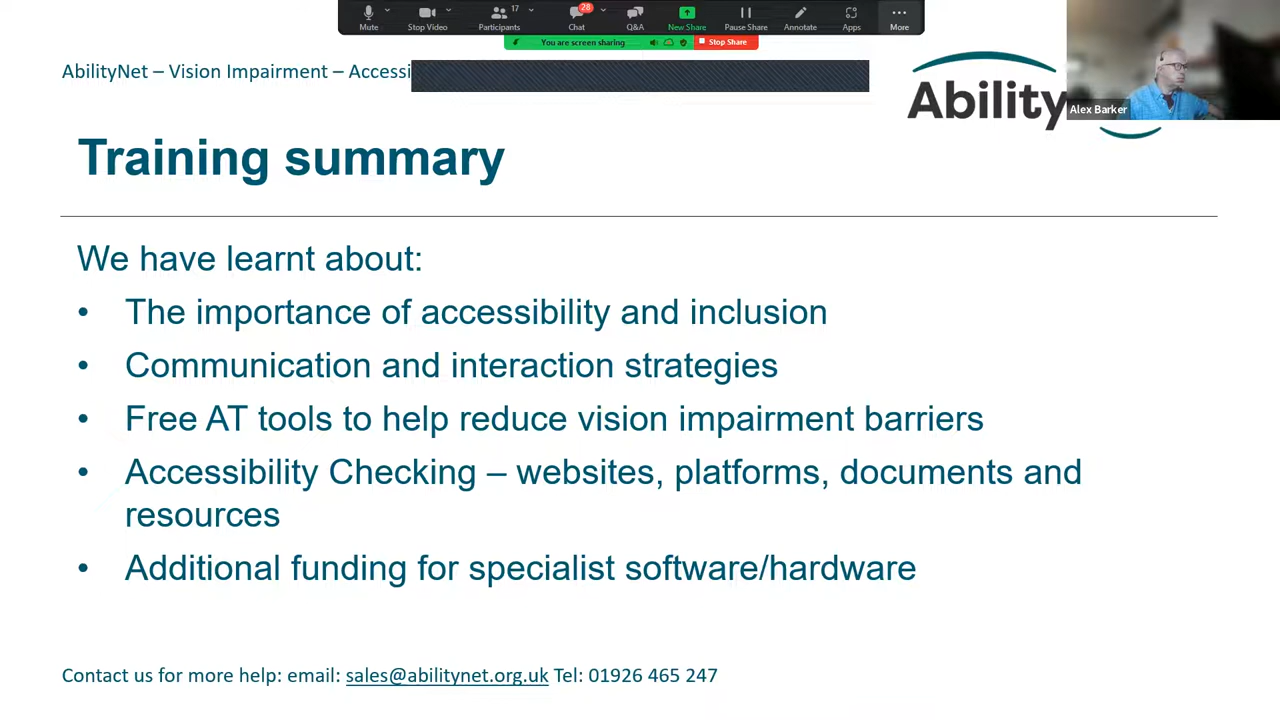 17
28
Mute
Stop Video
Participants
Chat
Q&A
New Share
Pause Share
Annotate
Apps
More
You are screen sharing
Stop Share
AbilityNet – Vision Impairment – Accessi
Ability
Alex Barker
Training summary
We have learnt about:
• The importance of accessibility and inclusion
• Communication and interaction strategies
• Free AT tools to help reduce vision impairment barriers
• Accessibility Checking – websites, platforms, documents and
resources
• Additional funding for specialist software/hardware
Contact us for more help: email: sales@abilitynet.org.uk Tel: 01926 465 247